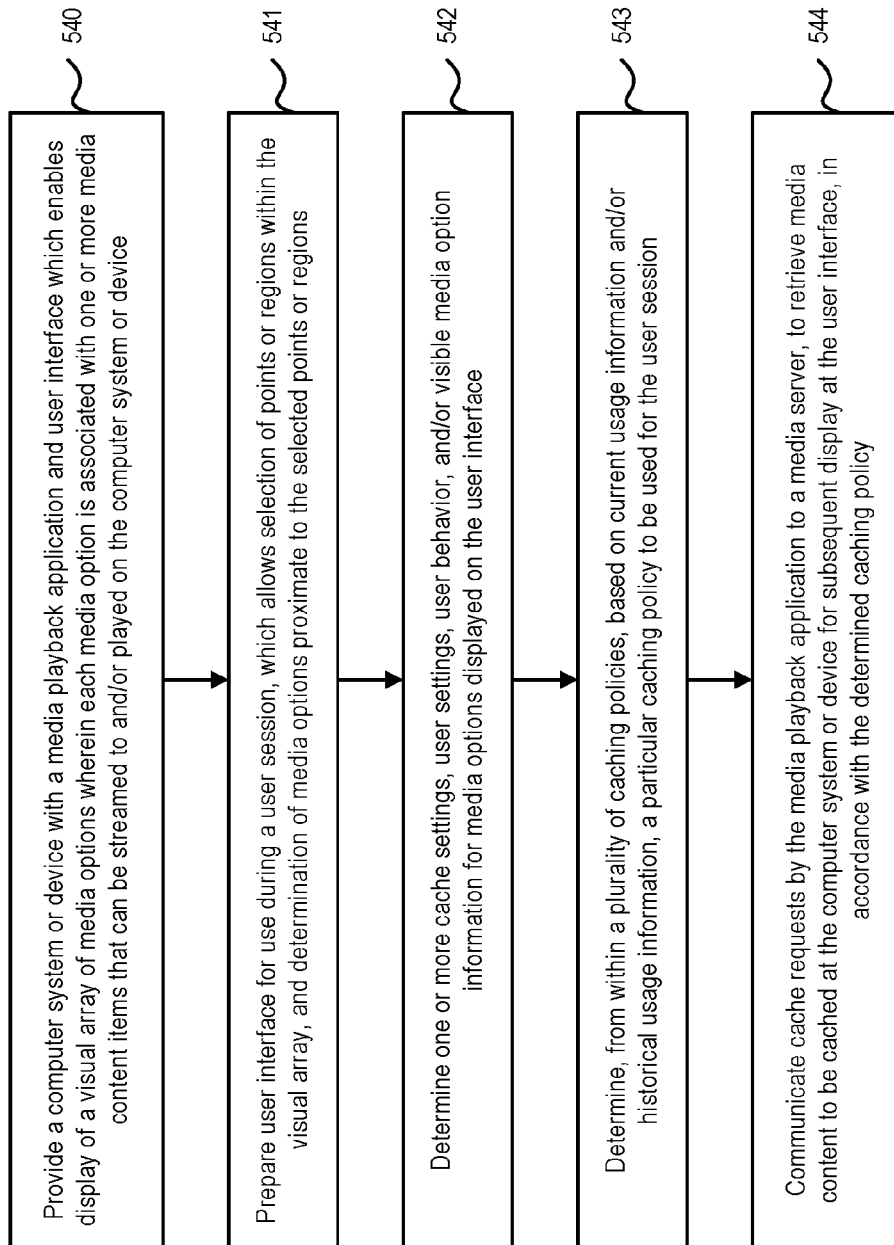 Provide a computer system or device with a media playback application and user interface which enables
display of a visual array of media options wherein each media option is associated with one or more media
content items that can be streamed to and/or played on the computer system or device
540
Prepare user interface for use during a user session, which allows selection of points or regions within the
visual array, and determination of media options proximate to the selected points or regions
541
Determine one or more cache settings, user settings, user behavior, and/or visible media option
information for media options displayed on the user interface
542
Determine, from within a plurality of caching policies, based on current usage information and/or
historical usage information, a particular caching policy to be used for the user session
543
Communicate cache requests by the media playback application to a media server, to retrieve media
content to be cached at the computer system or device for subsequent display at the user interface, in
accordance with the determined caching policy
544